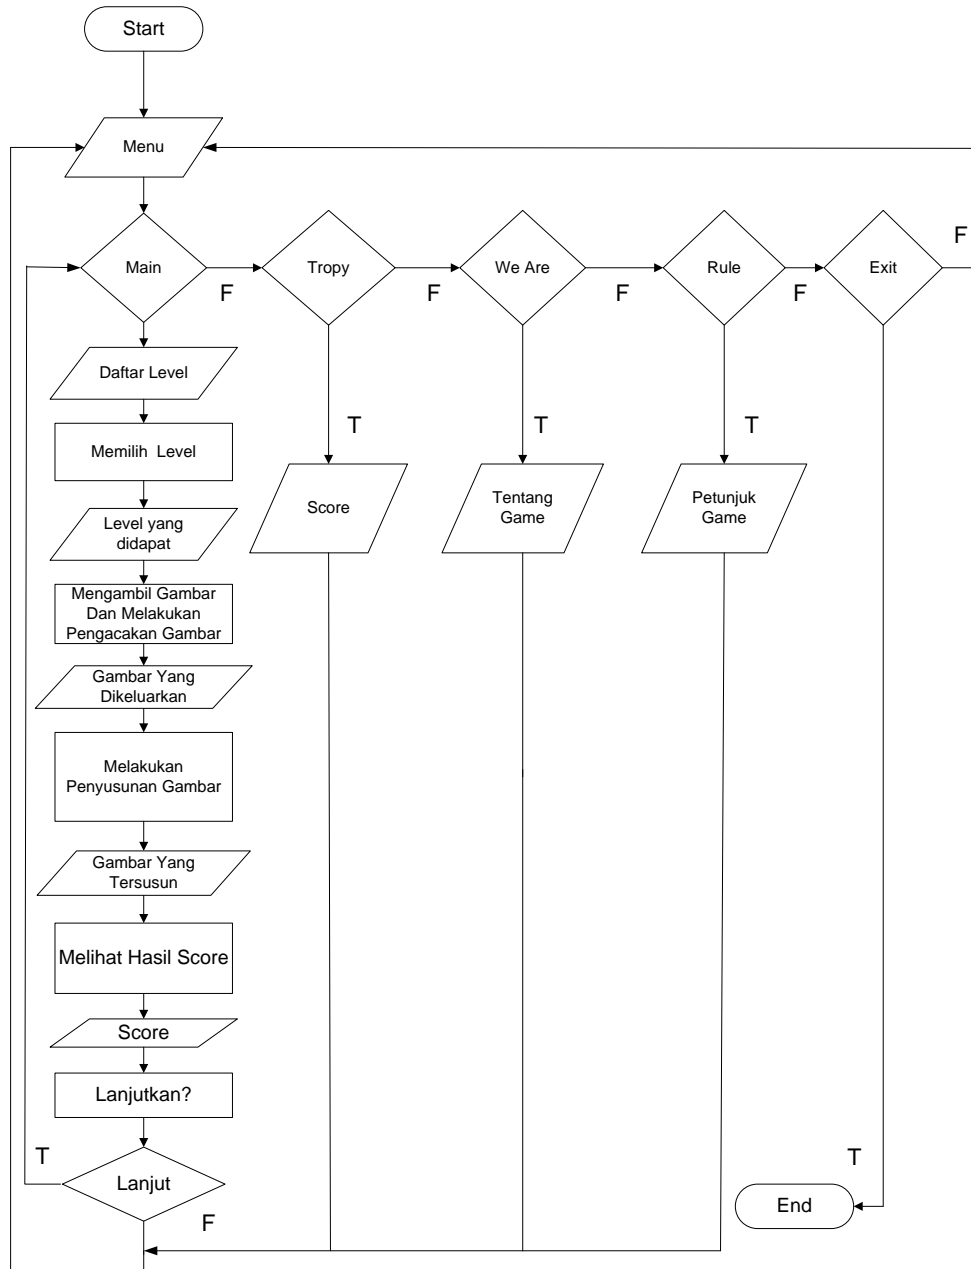 Start
Menu
Main
F
Tropy
F
We Are
F
Rule
F
Exit
F
Daftar Level
Memilih Level
Level yang
didapat
Mengambil Gambar
Dan Melakukan
Pengacakan Gambar
Gambar Yang
Dikeluarkan
Melakukan
Penyusunan Gambar
Gambar Yang
Tersusun
Melihat Hasil Score
Score
Lanjutkan?
Lanjut
T
F
T
Score
T
Tentang
Game
T
Petunjuk
Game
T
End